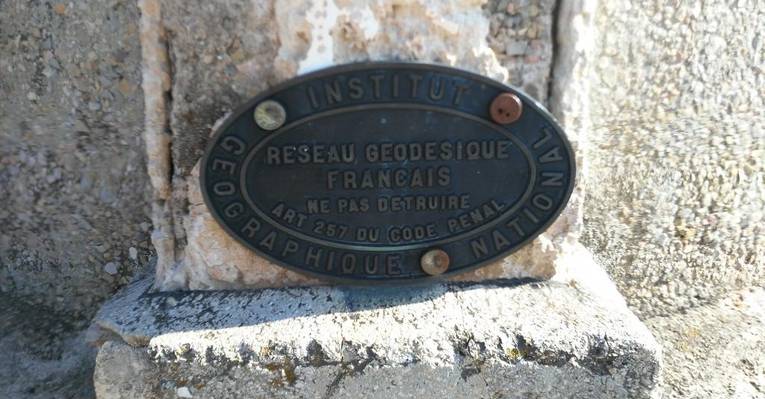 INSTITUT
GEOGRAPHIQUE NATIONAL
RESEAU GEODESIQUE
FRANCAIS
NE PAS DETRUIRE
ART 257 DU CODE PENAL